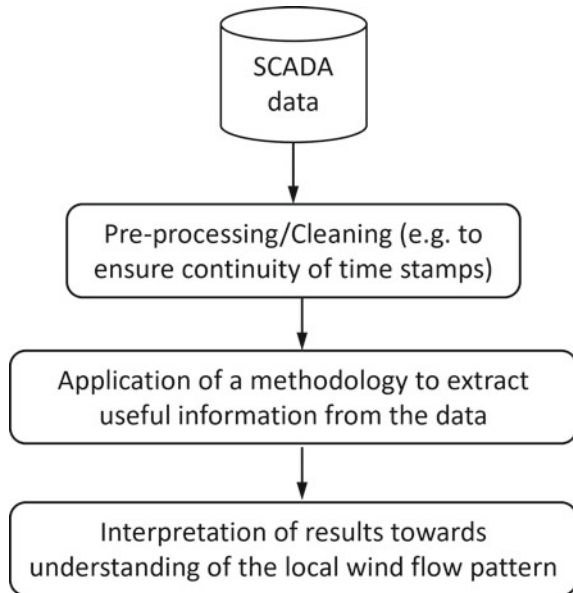 SCADA
data
Pre-processing/Cleaning (e.g. to
ensure continuity of time stamps)
Application of a methodology to extract
useful information from the data
Interpretation of results towards
understanding of the local wind flow pattern